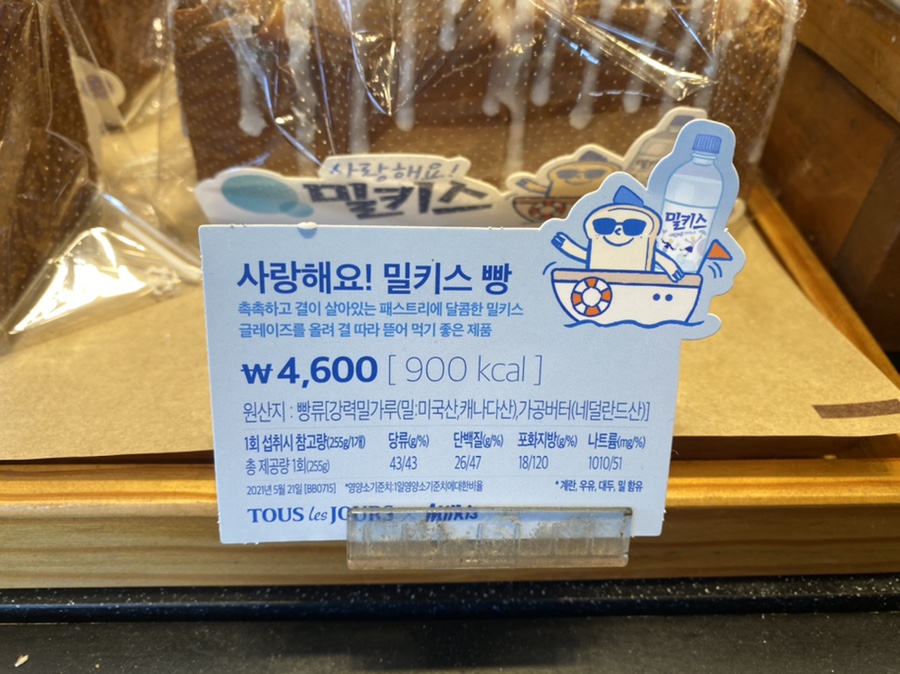 사랑해요!
밀키스
밀키스
사랑해요! 밀키스 빵
촉촉하고 결이 살아있는 패스트리에 달콤한 밀키스
글레이즈를 올려 결 따라 뜯어 먹기 좋은 제품
₩4,600 [ 900 kcal ]
원산지 : 빵류[강력밀가루(밀:미국산,캐나다산),가공버터(네덜란드산)]
1회 섭취시 참고량(255g/1개) 당류(g/%) 단백질(g/%) 포화지방(g/%) 나트륨(mg/%)
총 제공량 1회(255g) 43/43 26/47 18/120 1010/51
2021년 5월 21일 [BB0715] *영양소기준치:1일영양소기준치에대한비율 * 계란, 우유, 대두, 밀 함유
TOUS les JOURS × Milkis